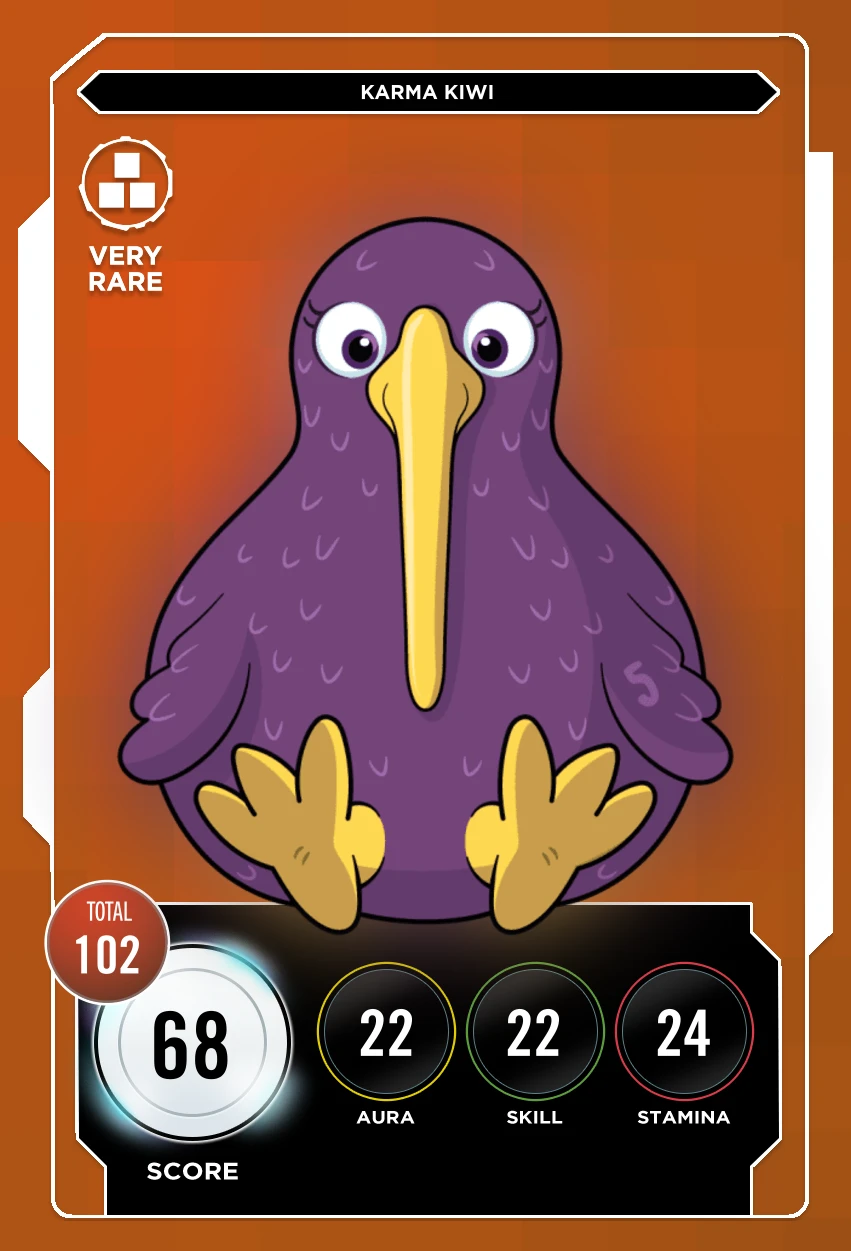 KARMA KIWI
VERY
RARE
5
TOTAL
102
68
SCORE
22
AURA
22
SKILL
24
STAMINA